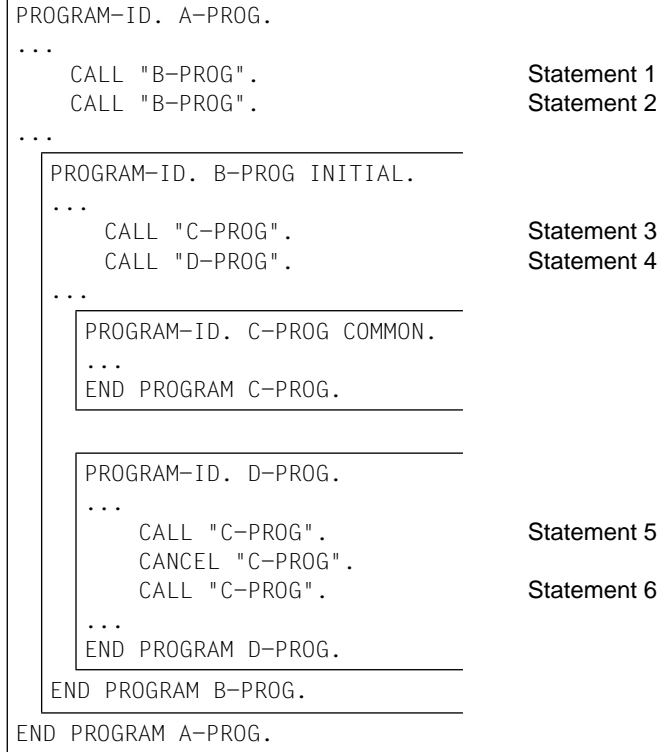 PROGRAM-ID. A-PROG.
...
CALL "B-PROG". Statement 1
CALL "B-PROG". Statement 2
...
PROGRAM-ID. B-PROG INITIAL.
...
CALL "C-PROG". Statement 3
CALL "D-PROG". Statement 4
...
PROGRAM-ID. C-PROG COMMON.
...
END PROGRAM C-PROG.
PROGRAM-ID. D-PROG.
...
CALL "C-PROG". Statement 5
CANCEL "C-PROG".
CALL "C-PROG". Statement 6
...
END PROGRAM D-PROG.
END PROGRAM B-PROG.
END PROGRAM A-PROG.